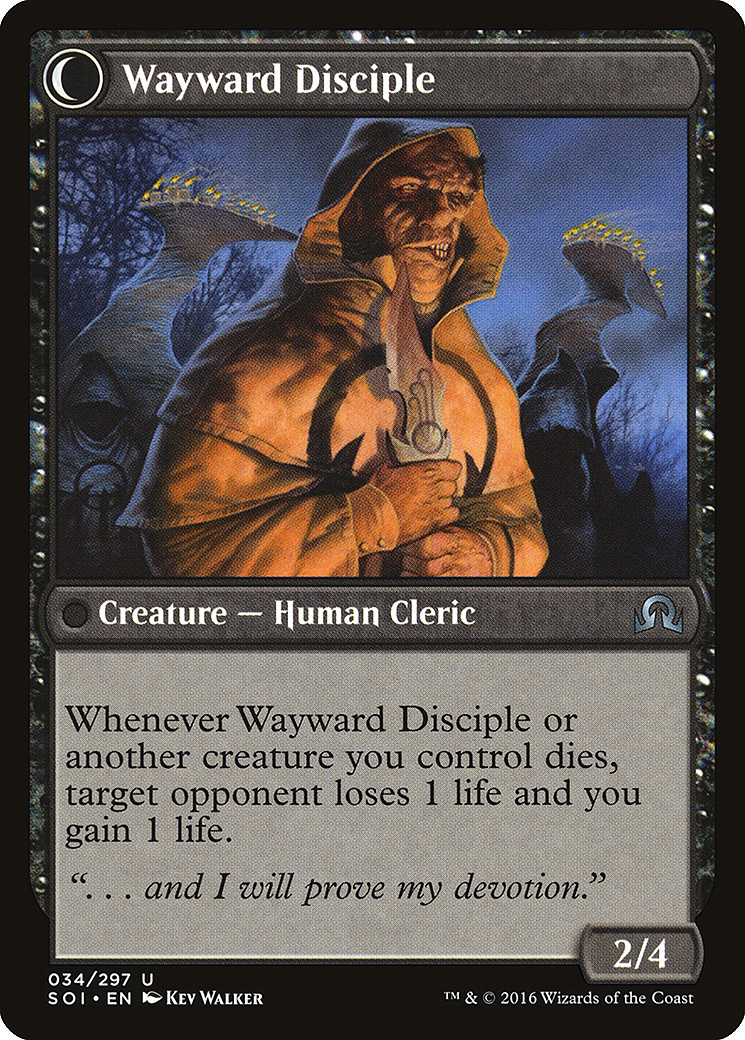 Wayward Disciple
Creature — Human Cleric
Whenever Wayward Disciple or
another creature you control dies,
target opponent loses 1 life and you
gain 1 life.
“. . . and I will prove my devotion.”
2/4
034/297 U
SOI • EN Kev Walker
™ & © 2016 Wizards of the Coast